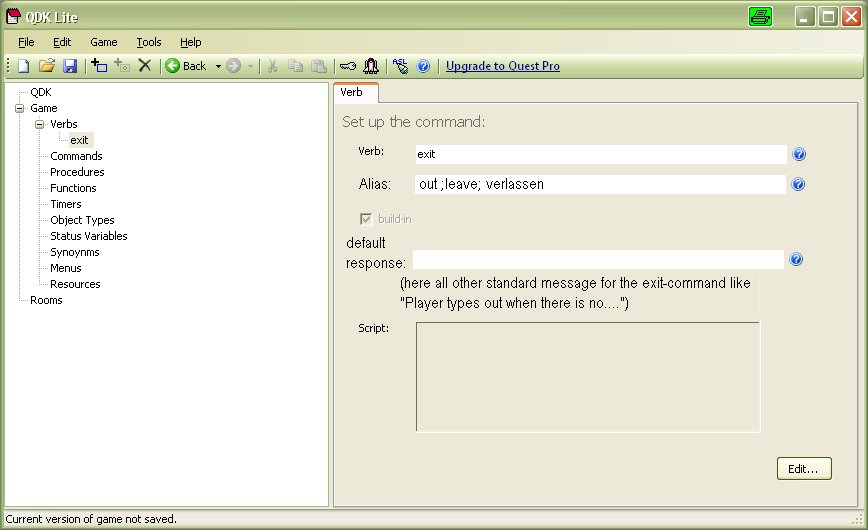 QDK Lite
File Edit Game Tools Help
Back ASL Upgrade to Quest Pro
QDK
Game
Verbs
exit
Commands
Procedures
Functions
Timers
Object Types
Status Variables
Synoynms
Menus
Resources
Rooms
Verb
Set up the command:
Verb: exit
Alias: out ;leave; verlassen
build-in
default
response:
(here all other standard message for the exit-command like
"Player types out when there is no....")
Script:
Edit...
Current version of game not saved.